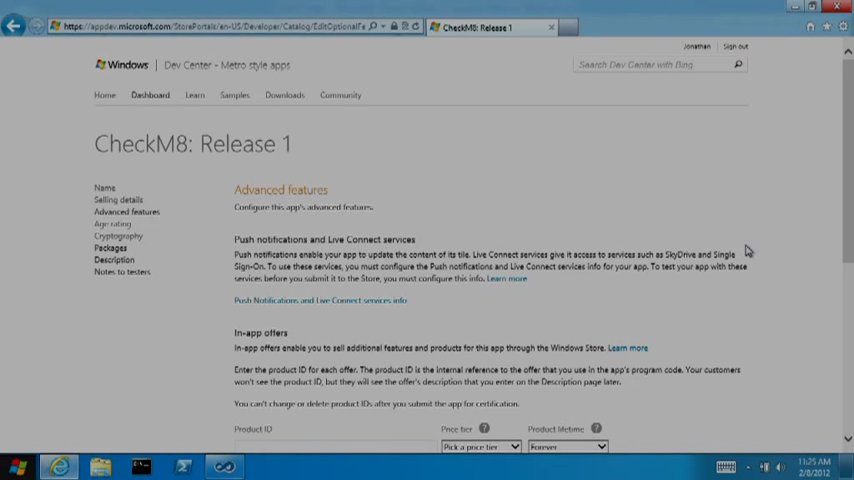 https://appdev.microsoft.com/StorePortals/en-US/Developer/Catalog/EditOptionalFe
CheckM8: Release 1
Jonathan Sign out
Windows Dev Center - Metro style apps
Search Dev Center with Bing
Home Dashboard Learn Samples Downloads Community
CheckM8: Release 1
Name
Selling details
Advanced features
Age rating
Cryptography
Packages
Description
Notes to testers
Advanced features
Configure this app's advanced features.
Push notifications and Live Connect services
Push notifications enable your app to update the content of its tile. Live Connect services give it access to services such as SkyDrive and Single
Sign-On. To use these services, you must configure the Push notifications and Live Connect services info for your app. To test your app with these
services before you submit it to the Store, you must configure this info. Learn more
Push Notifications and Live Connect services info
In-app offers
In-app offers enable you to sell additional features and products for this app through the Windows Store. Learn more
Enter the product ID for each offer. The product ID is the internal reference to the offer that you use in the app's program code. Your customers
won't see the product ID, but they will see the offer's description that you enter on the Description page later.
You can't change or delete product IDs after you submit the app for certification.
Product ID Price tier ? Product lifetime ?
Pick a price tier Forever
11:25 AM
2/8/2012